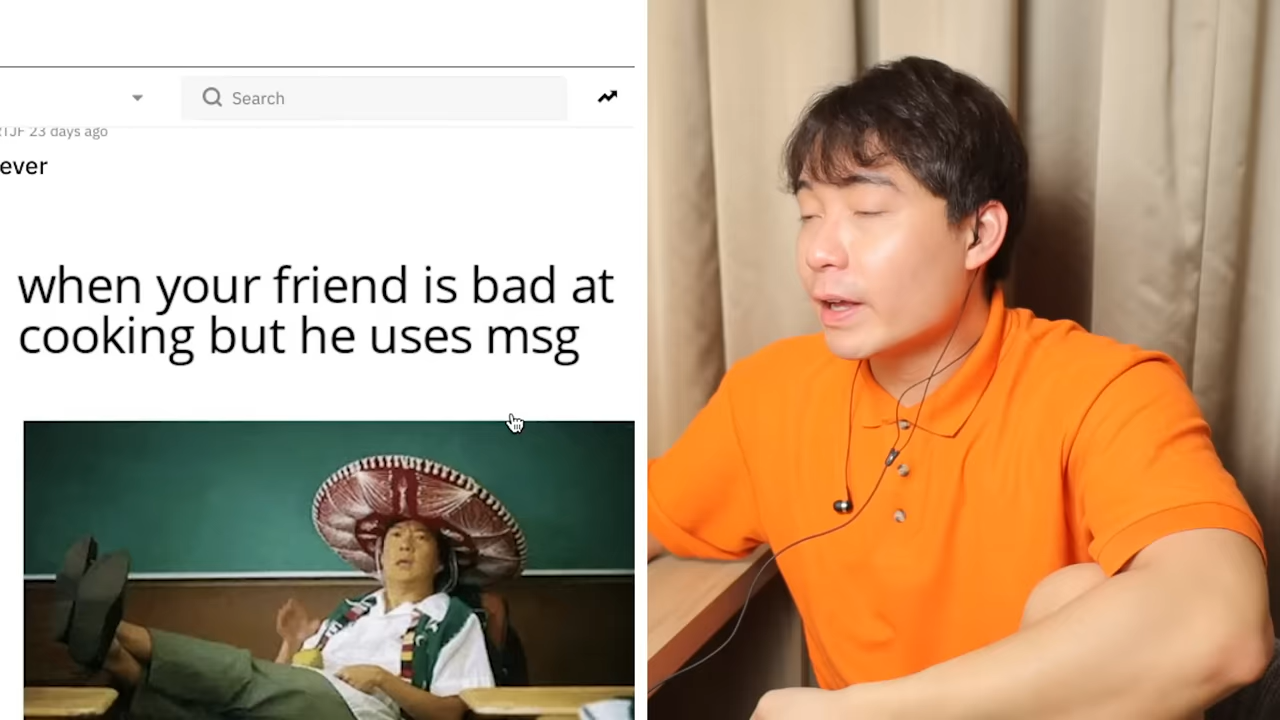 Search
23 days ago
ever
when your friend is bad at
cooking but he uses msg